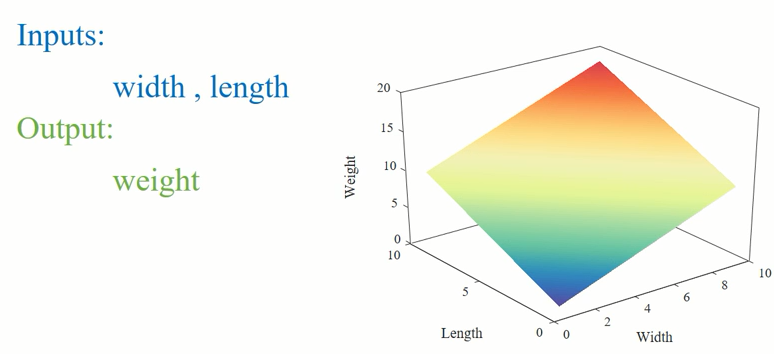 Inputs:
width , length
Output:
weight
20
15
10
5
0
Weight
10
5
0
Length
0
2
4
6
8
10
Width